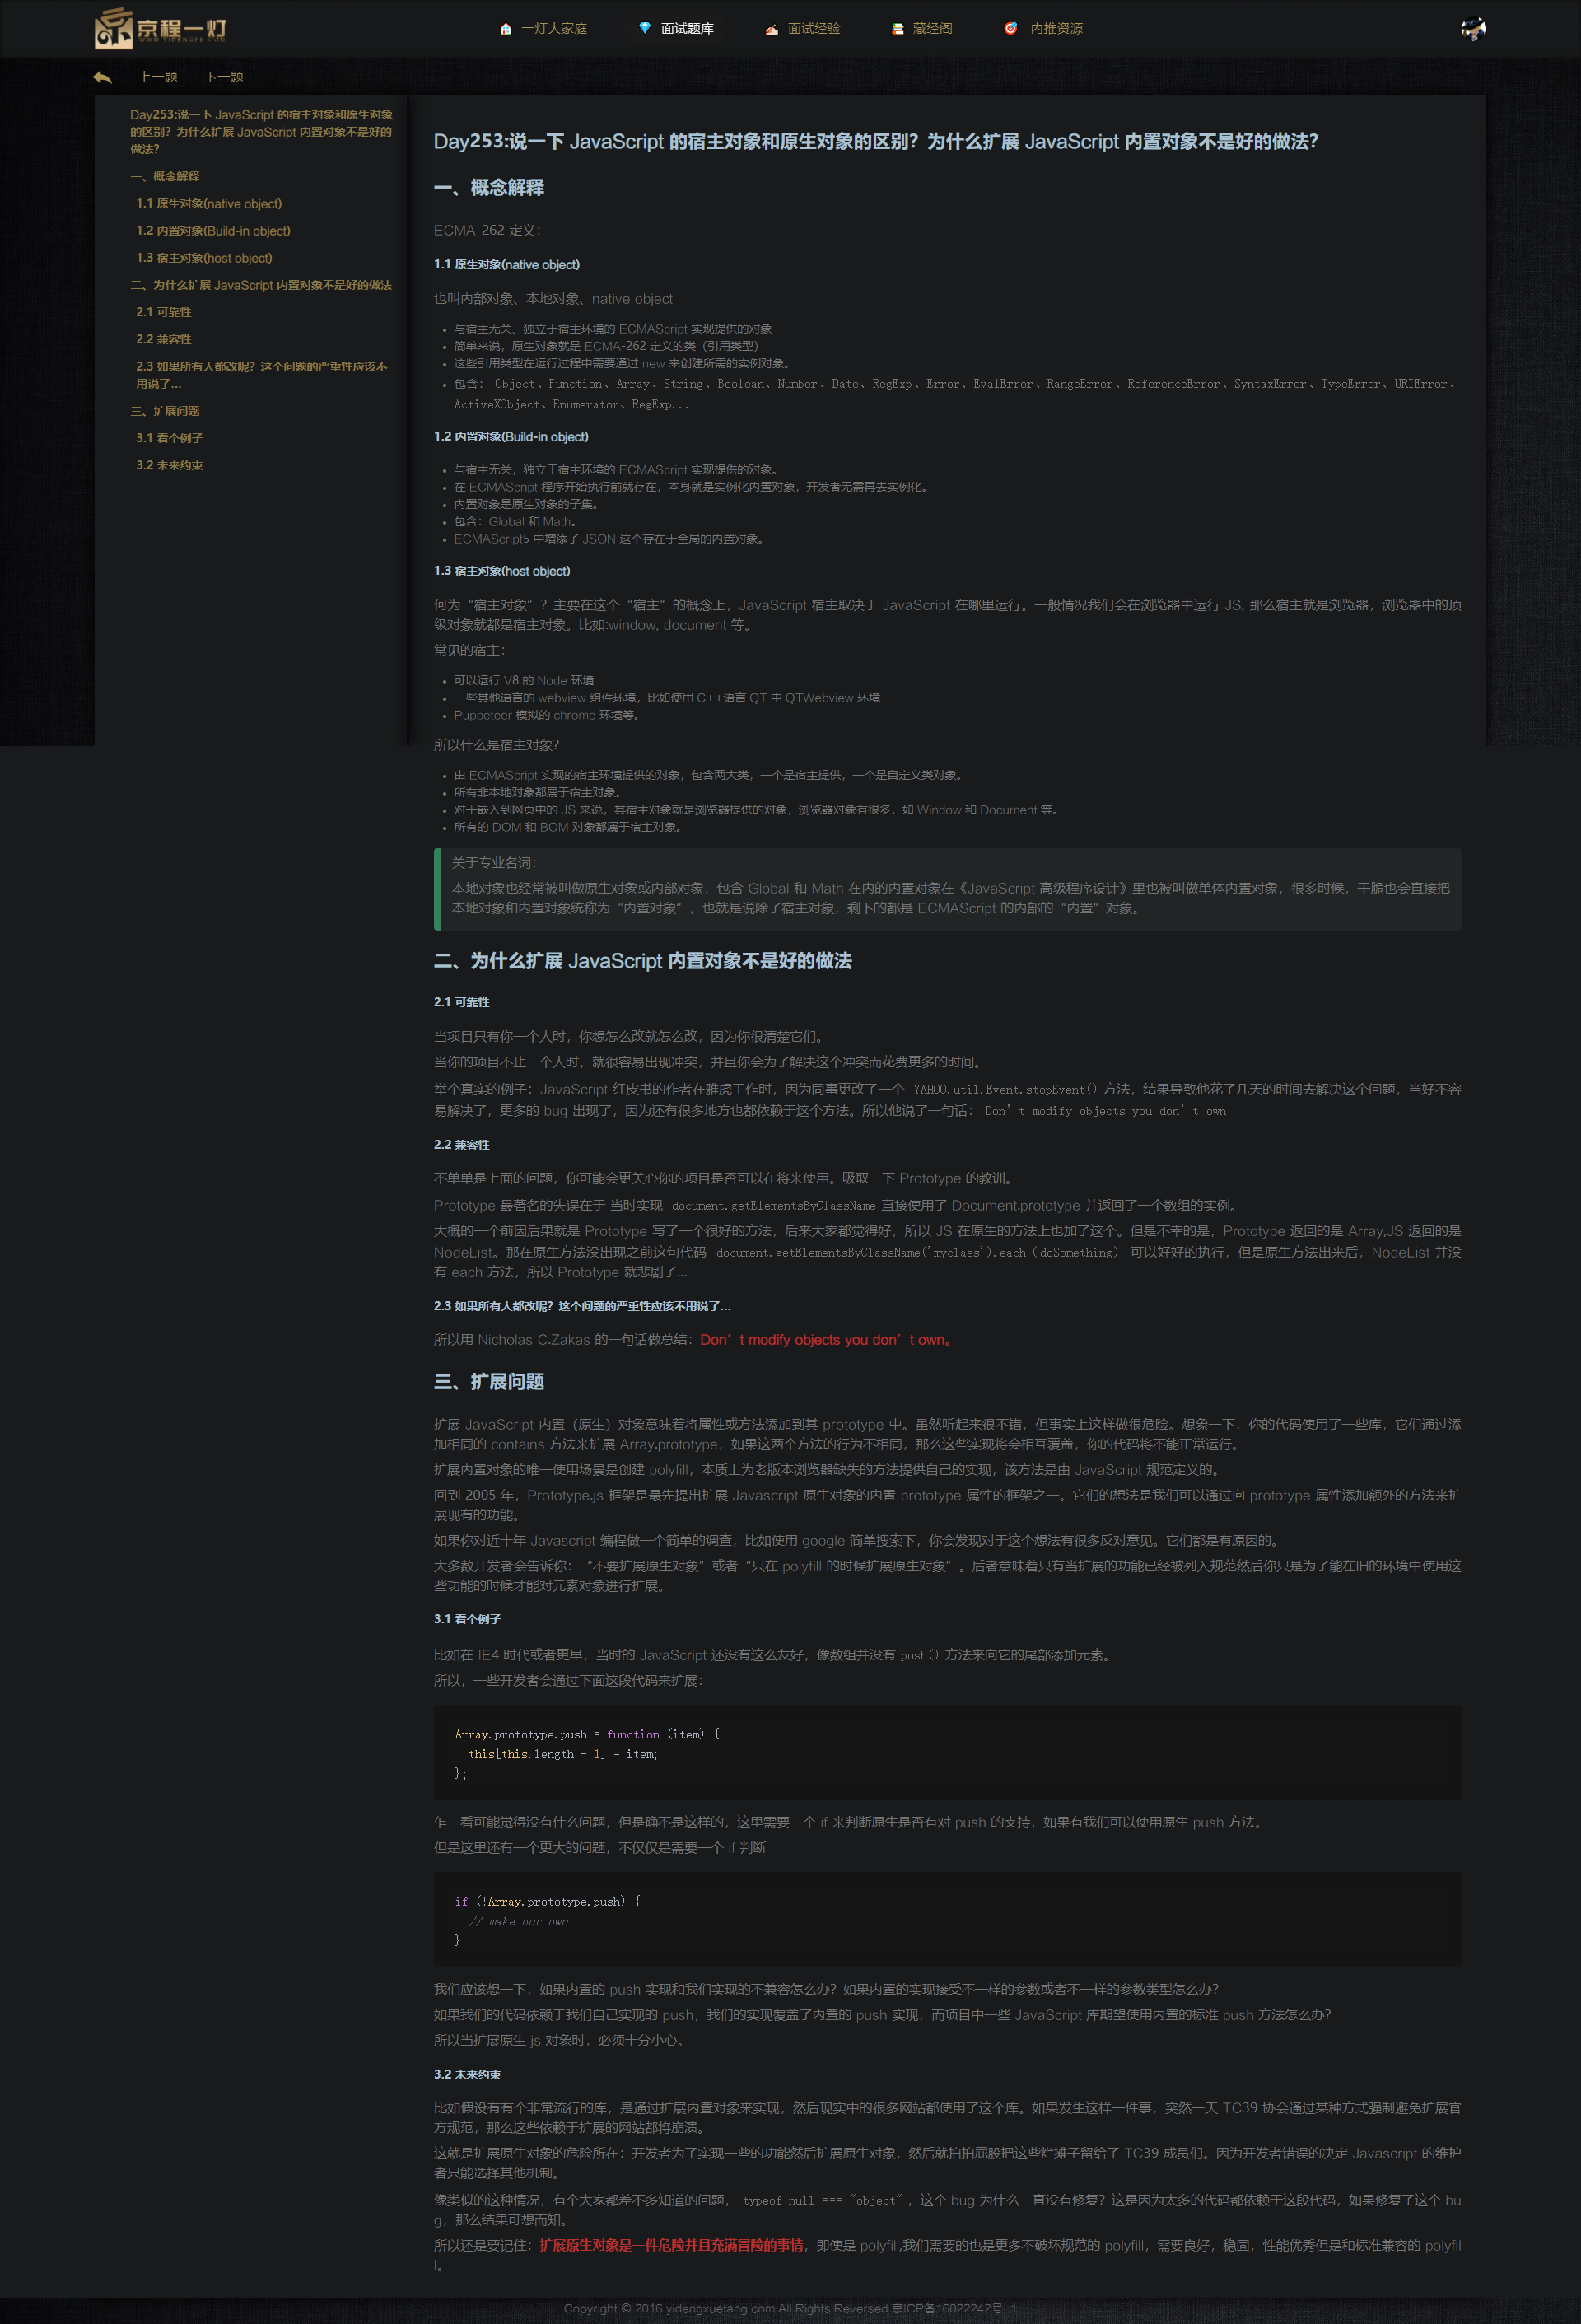 京程一灯
WWW.YIDENGFE.COM
一灯大家庭
面试题库
面试经验
藏经阁
内推资源
上一题
下一题
Day253:说一下 JavaScript 的宿主对象和原生对象
的区别？为什么扩展 JavaScript 内置对象不是好的
做法？
一、概念解释
1.1 原生对象(native object)
1.2 内置对象(Build-in object)
1.3 宿主对象(host object)
二、为什么扩展 JavaScript 内置对象不是好的做法
2.1 可靠性
2.2 兼容性
2.3 如果所有人都改呢？这个问题的严重性应该不
用说了...
三、扩展问题
3.1 看个例子
3.2 未来约束
Day253:说一下 JavaScript 的宿主对象和原生对象的区别？为什么扩展 JavaScript 内置对象不是好的做法？
一、概念解释
ECMA-262 定义：
1.1 原生对象(native object)
也叫内部对象、本地对象、native object
• 与宿主无关、独立于宿主环境的 ECMAScript 实现提供的对象
• 简单来说，原生对象就是 ECMA-262 定义的类（引用类型）
• 这些引用类型在运行过程中需要通过 new 来创建所需的实例对象。
• 包含： Object、Function、Array、String、Boolean、Number、Date、RegExp、Error、EvalError、RangeError、ReferenceError、SyntaxError、TypeError、URIError、
ActiveXObject、Enumerator、RegExp...
1.2 内置对象(Build-in object)
• 与宿主无关，独立于宿主环境的 ECMAScript 实现提供的对象。
• 在 ECMAScript 程序开始执行前就存在，本身就是实例化内置对象，开发者无需再去实例化。
• 内置对象是原生对象的子集。
• 包含：Global 和 Math。
• ECMAScript5 中增添了 JSON 这个存在于全局的内置对象。
1.3 宿主对象(host object)
何为“宿主对象”？主要在这个“宿主”的概念上，JavaScript 宿主取决于 JavaScript 在哪里运行。一般情况我们会在浏览器中运行 JS, 那么宿主就是浏览器，浏览器中的顶
级对象就都是宿主对象。比如:window, document 等。
常见的宿主：
• 可以运行 V8 的 Node 环境
• 一些其他语言的 webview 组件环境，比如使用 C++语言 QT 中 QTWebview 环境
• Puppeteer 模拟的 chrome 环境等。
所以什么是宿主对象？
• 由 ECMAScript 实现的宿主环境提供的对象，包含两大类，一个是宿主提供，一个是自定义类对象。
• 所有非本地对象都属于宿主对象。
• 对于嵌入到网页中的 JS 来说，其宿主对象就是浏览器提供的对象，浏览器对象有很多，如 Window 和 Document 等。
• 所有的 DOM 和 BOM 对象都属于宿主对象。
关于专业名词：
本地对象也经常被叫做原生对象或内部对象，包含 Global 和 Math 在内的内置对象在《JavaScript 高级程序设计》里也被叫做单体内置对象，很多时候，干脆也会直接把
本地对象和内置对象统称为“内置对象”，也就是说除了宿主对象，剩下的都是 ECMAScript 的内部的“内置”对象。
二、为什么扩展 JavaScript 内置对象不是好的做法
2.1 可靠性
当项目只有你一个人时，你想怎么改就怎么改，因为你很清楚它们。
当你的项目不止一个人时，就很容易出现冲突，并且你会为了解决这个冲突而花费更多的时间。
举个真实的例子：JavaScript 红皮书的作者在雅虎工作时，因为同事更改了一个 YAHOO.util.Event.stopEvent() 方法，结果导致他花了几天的时间去解决这个问题，当好不容
易解决了，更多的 bug 出现了，因为还有很多地方也都依赖于这个方法。所以他说了一句话： Don’t modify objects you don’t own
2.2 兼容性
不单单是上面的问题，你可能会更关心你的项目是否可以在将来使用。吸取一下 Prototype 的教训。
Prototype 最著名的失误在于 当时实现 document.getElementsByClassName 直接使用了 Document.prototype 并返回了一个数组的实例。
大概的一个前因后果就是 Prototype 写了一个很好的方法，后来大家都觉得好，所以 JS 在原生的方法上也加了这个。但是不幸的是，Prototype 返回的是 Array,JS 返回的是
NodeList。那在原生方法没出现之前这句代码 document.getElementsByClassName('myclass').each（doSomething） 可以好好的执行，但是原生方法出来后，NodeList 并没
有 each 方法，所以 Prototype 就悲剧了...
2.3 如果所有人都改呢？这个问题的严重性应该不用说了...
所以用 Nicholas C.Zakas 的一句话做总结：Don’t modify objects you don’t own。
三、扩展问题
扩展 JavaScript 内置（原生）对象意味着将属性或方法添加到其 prototype 中。虽然听起来很不错，但事实上这样做很危险。想象一下，你的代码使用了一些库，它们通过添
加相同的 contains 方法来扩展 Array.prototype，如果这两个方法的行为不相同，那么这些实现将会相互覆盖，你的代码将不能正常运行。
扩展内置对象的唯一使用场景是创建 polyfill，本质上为老版本浏览器缺失的方法提供自己的实现，该方法是由 JavaScript 规范定义的。
回到 2005 年，Prototype.js 框架是最先提出扩展 Javascript 原生对象的内置 prototype 属性的框架之一。它们的想法是我们可以通过向 prototype 属性添加额外的方法来扩
展现有的功能。
如果你对近十年 Javascript 编程做一个简单的调查，比如使用 google 简单搜索下，你会发现对于这个想法有很多反对意见。它们都是有原因的。
大多数开发者会告诉你：“不要扩展原生对象”或者“只在 polyfill 的时候扩展原生对象”。后者意味着只有当扩展的功能已经被列入规范然后你只是为了能在旧的环境中使用这
些功能的时候才能对元素对象进行扩展。
3.1 看个例子
比如在 IE4 时代或者更早，当时的 JavaScript 还没有这么友好，像数组并没有 push() 方法来向它的尾部添加元素。
所以，一些开发者会通过下面这段代码来扩展：
Array.prototype.push = function (item) {
this[this.length - 1] = item;
};
乍一看可能觉得没有什么问题，但是确不是这样的，这里需要一个 if 来判断原生是否有对 push 的支持，如果有我们可以使用原生 push 方法。
但是这里还有一个更大的问题，不仅仅是需要一个 if 判断
if (!Array.prototype.push) {
// make our own
}
我们应该想一下，如果内置的 push 实现和我们实现的不兼容怎么办？如果内置的实现接受不一样的参数或者不一样的参数类型怎么办？
如果我们的代码依赖于我们自己实现的 push，我们的实现覆盖了内置的 push 实现，而项目中一些 JavaScript 库期望使用内置的标准 push 方法怎么办？
所以当扩展原生 js 对象时，必须十分小心。
3.2 未来约束
比如假设有有个非常流行的库，是通过扩展内置对象来实现，然后现实中的很多网站都使用了这个库。如果发生这样一件事，突然一天 TC39 协会通过某种方式强制避免扩展官
方规范，那么这些依赖于扩展的网站都将崩溃。
这就是扩展原生对象的危险所在：开发者为了实现一些的功能然后扩展原生对象，然后就拍拍屁股把这些烂摊子留给了 TC39 成员们。因为开发者错误的决定 Javascript 的维护
者只能选择其他机制。
像类似的这种情况，有个大家都差不多知道的问题， typeof null === "object" ，这个 bug 为什么一直没有修复？这是因为太多的代码都依赖于这段代码，如果修复了这个 bu
g，那么结果可想而知。
所以还是要记住：扩展原生对象是一件危险并且充满冒险的事情，即使是 polyfill,我们需要的也是更多不破坏规范的 polyfill，需要良好，稳固，性能优秀但是和标准兼容的 polyfil
l。
Copyright © 2016 yidengxuetang.com All Rights Reversed.京ICP备16022242号-1